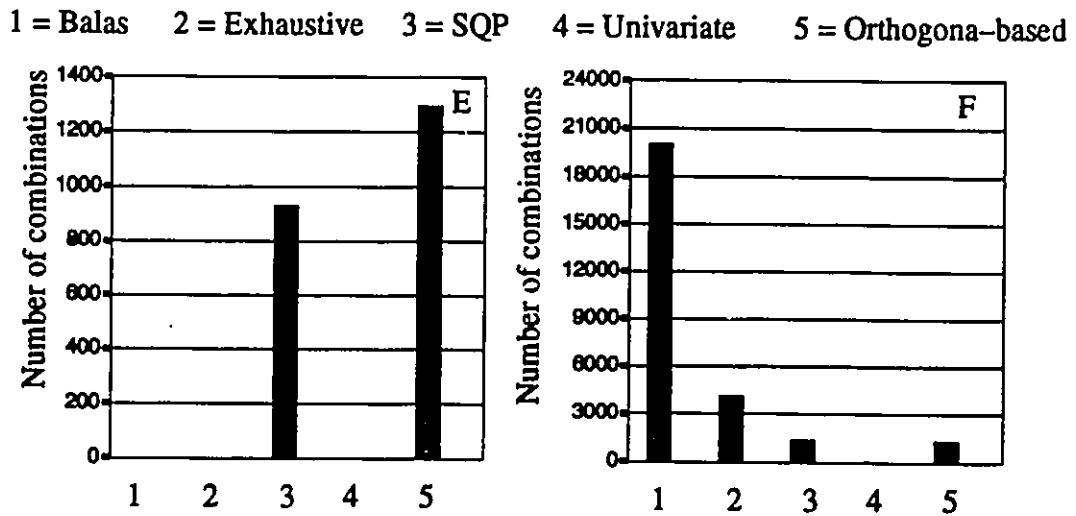 1 = Balas 2 = Exhaustive 3 = SQP 4 = Univariate 5 = Orthogona–based
Number of combinations
1400
1200
1000
800
600
400
200
0
E
1 2 3 4 5
Number of combinations
24000
21000
18000
15000
12000
9000
6000
3000
0
F
1 2 3 4 5